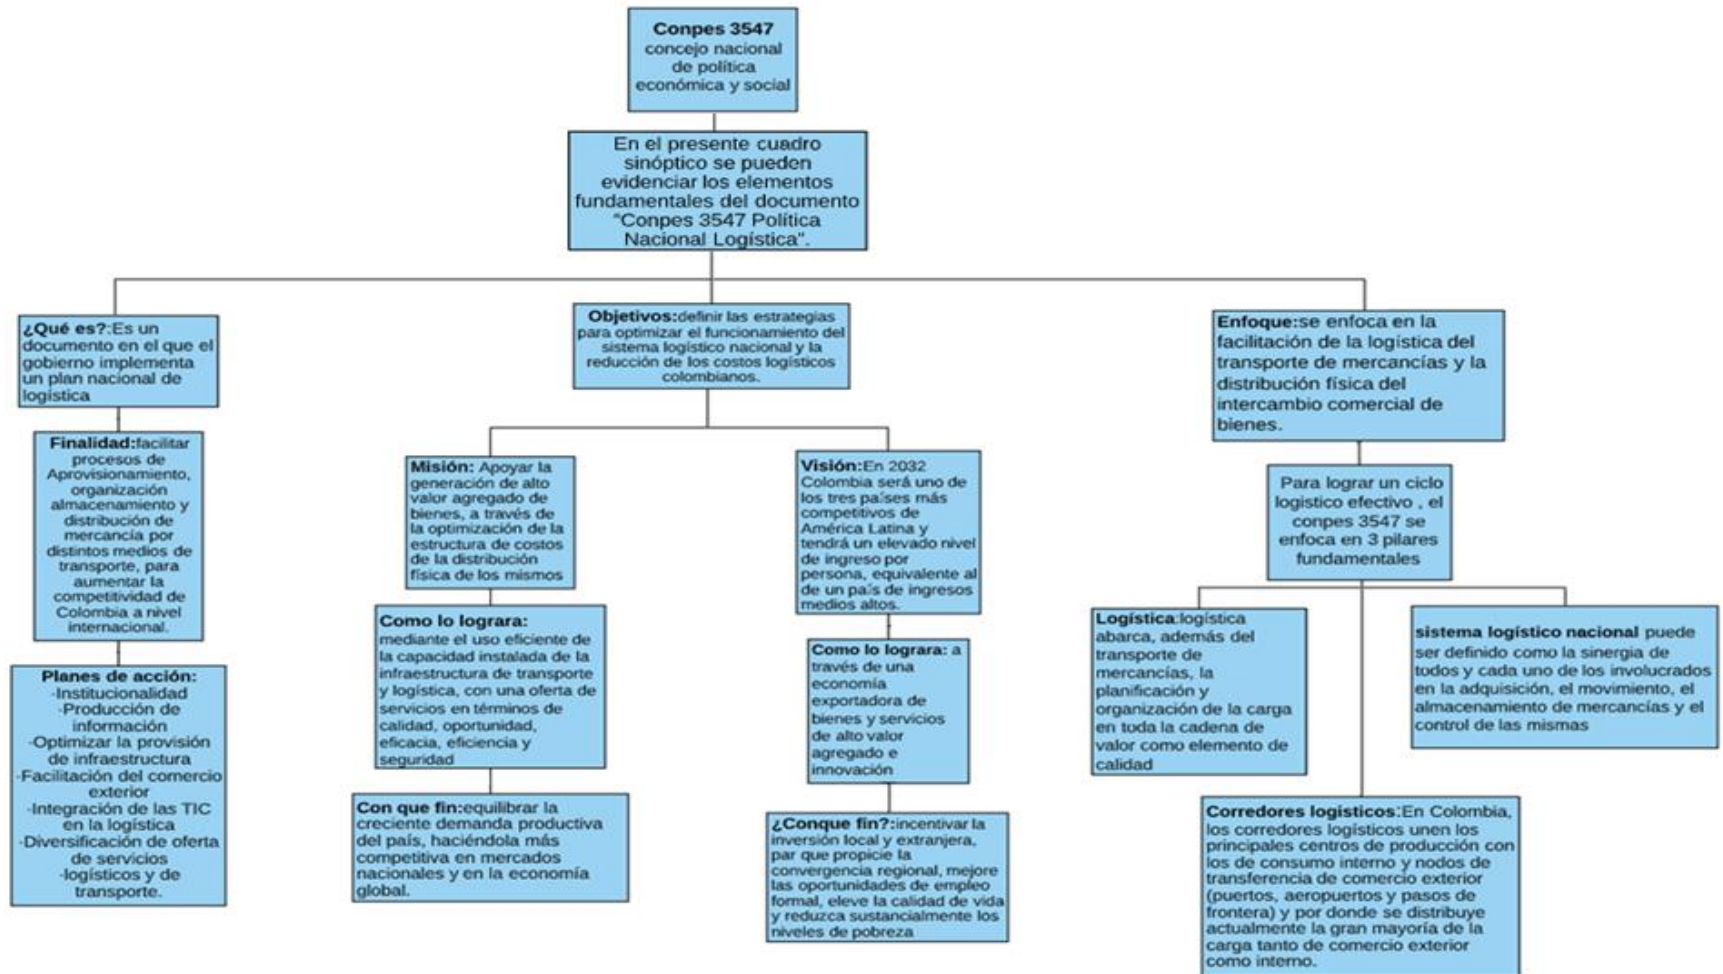 Conpes 3547
concejo nacional
de política
económica y social
En el presente cuadro
sinóptico se pueden
evidenciar los elementos
fundamentales del documento
"Conpes 3547 Política
Nacional Logística".
¿Qué es?:Es un
documento en el que el
gobierno implementa
un plan nacional de
logística
Finalidad:facilitar
procesos de
Aprovisionamiento,
organización
almacenamiento y
distribución de
mercancía por
distintos medios de
transporte, para
aumentar la
competitividad de
Colombia a nivel
internacional.
Planes de acción:
-Institucionalidad
-Producción de
información
-Optimizar la provisión
de infraestructura
-Facilitación del comercio
exterior
-Integración de las TIC
en la logística
-Diversificación de oferta
de servicios
-logísticos y de
transporte.
Objetivos:definir las estrategias
para optimizar el funcionamiento del
sistema logístico nacional y la
reducción de los costos logísticos
colombianos.
Misión: Apoyar la
generación de alto
valor agregado de
bienes, a través de
la optimización de la
estructura de costos
de la distribución
física de los mismos
Como lo lograra:
mediante el uso eficiente de
la capacidad instalada de la
infraestructura de transporte
y logística, con una oferta de
servicios en términos de
calidad, oportunidad,
eficacia, eficiencia y
seguridad
Con que fin:equilibrar la
creciente demanda productiva
del país, haciéndola más
competitiva en mercados
nacionales y en la economía
global.
Visión:En 2032
Colombia será uno de
los tres países más
competitivos de
América Latina y
tendrá un elevado nivel
de ingreso por
persona, equivalente al
de un país de ingresos
medios altos.
Como lo lograra: a
través de una
economía
exportadora de
bienes y servicios
de alto valor
agregado e
innovación
¿Conque fin?:incentivar la
inversión local y extranjera,
par que propicie la
convergencia regional, mejore
las oportunidades de empleo
formal, eleve la calidad de vida
y reduzca sustancialmente los
niveles de pobreza
Enfoque:se enfoca en la
facilitación de la logística del
transporte de mercancías y la
distribución física del
intercambio comercial de
bienes.
Para lograr un ciclo
logistico efectivo , el
conpes 3547 se
enfoca en 3 pilares
fundamentales
Logística:logística
abarca, además del
transporte de
mercancías, la
planificación y
organización de la carga
en toda la cadena de
valor como elemento de
calidad
Corredores logísticos:En Colombia,
los corredores logísticos unen los
principales centros de producción con
los de consumo interno y nodos de
transferencia de comercio exterior
(puertos, aeropuertos y pasos de
frontera) y por donde se distribuye
actualmente la gran mayoría de la
carga tanto de comercio exterior
como interno.
sistema logístico nacional puede
ser definido como la sinergia de
todos y cada uno de los involucrados
en la adquisición, el movimiento, el
almacenamiento de mercancías y el
control de las mismas